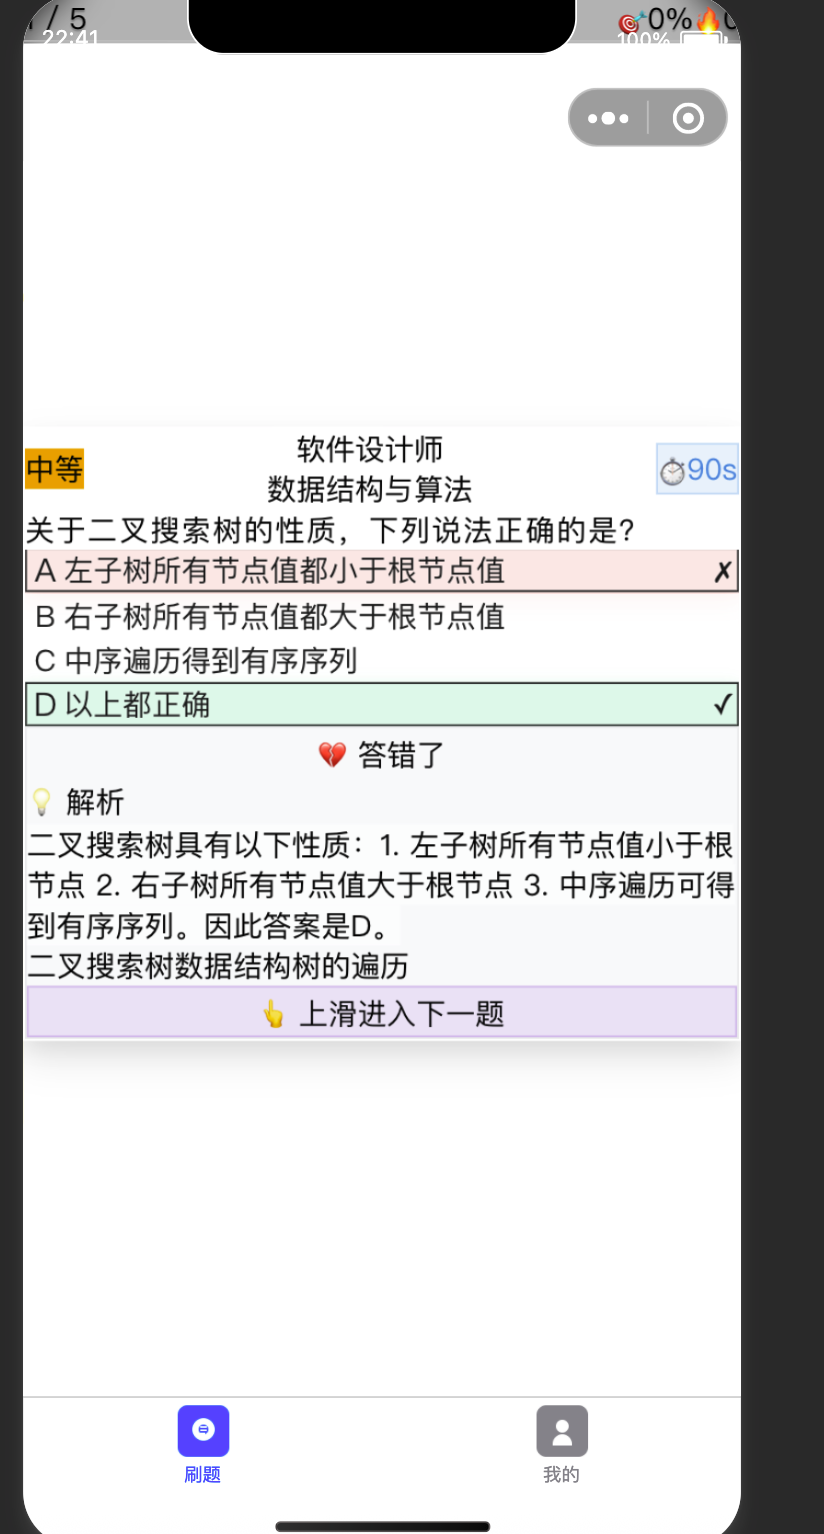 / 5
🎯0%🔥
22:41
100%
中等
软件设计师
数据结构与算法
⏱90s
关于二叉搜索树的性质，下列说法正确的是？
A 左子树所有节点值都小于根节点值 ✗
B 右子树所有节点值都大于根节点值
C 中序遍历得到有序序列
D 以上都正确 ✓
💔 答错了
💡 解析
二叉搜索树具有以下性质：1. 左子树所有节点值小于根
节点 2. 右子树所有节点值大于根节点 3. 中序遍历可得
到有序序列。因此答案是D。
二叉搜索树数据结构树的遍历
👆 上滑进入下一题
刷题
我的